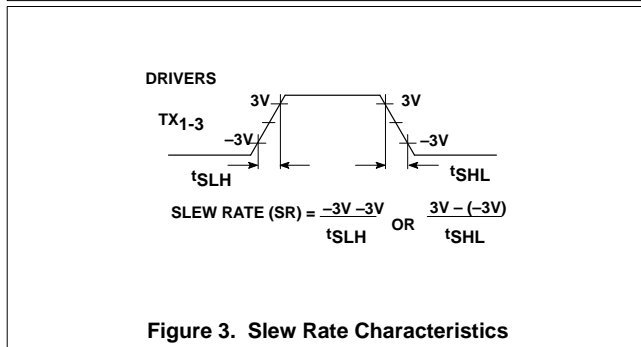 DRIVERS
3V
3V
TX1-3
–3V
–3V
tSLH
tSHL
SLEW RATE (SR) = –3V –3V / tSLH OR 3V – (–3V) / tSHL
Figure 3. Slew Rate Characteristics